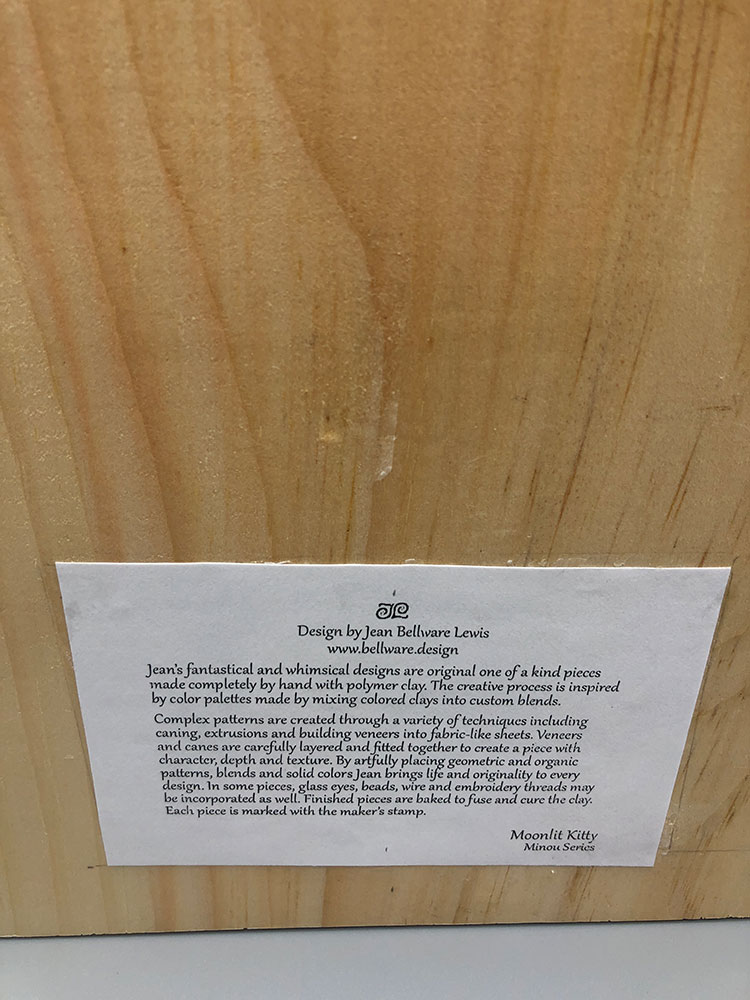 JL
Design by Jean Bellware Lewis
www.bellware.design
Jean's fantastical and whimsical designs are original one of a kind pieces
made completely by hand with polymer clay. The creative process is inspired
by color palettes made by mixing colored clays into custom blends.
Complex patterns are created through a variety of techniques including
caning, extrusions and building veneers into fabric-like sheets. Veneers
and canes are carefully layered and fitted together to create a piece with
character, depth and texture. By artfully placing geometric and organic
patterns, blends and solid colors Jean brings life and originality to every
design. In some pieces, glass eyes, beads, wire and embroidery threads may
be incorporated as well. Finished pieces are baked to fuse and cure the clay.
Each piece is marked with the maker's stamp.
Moonlit Kitty
Minou Series